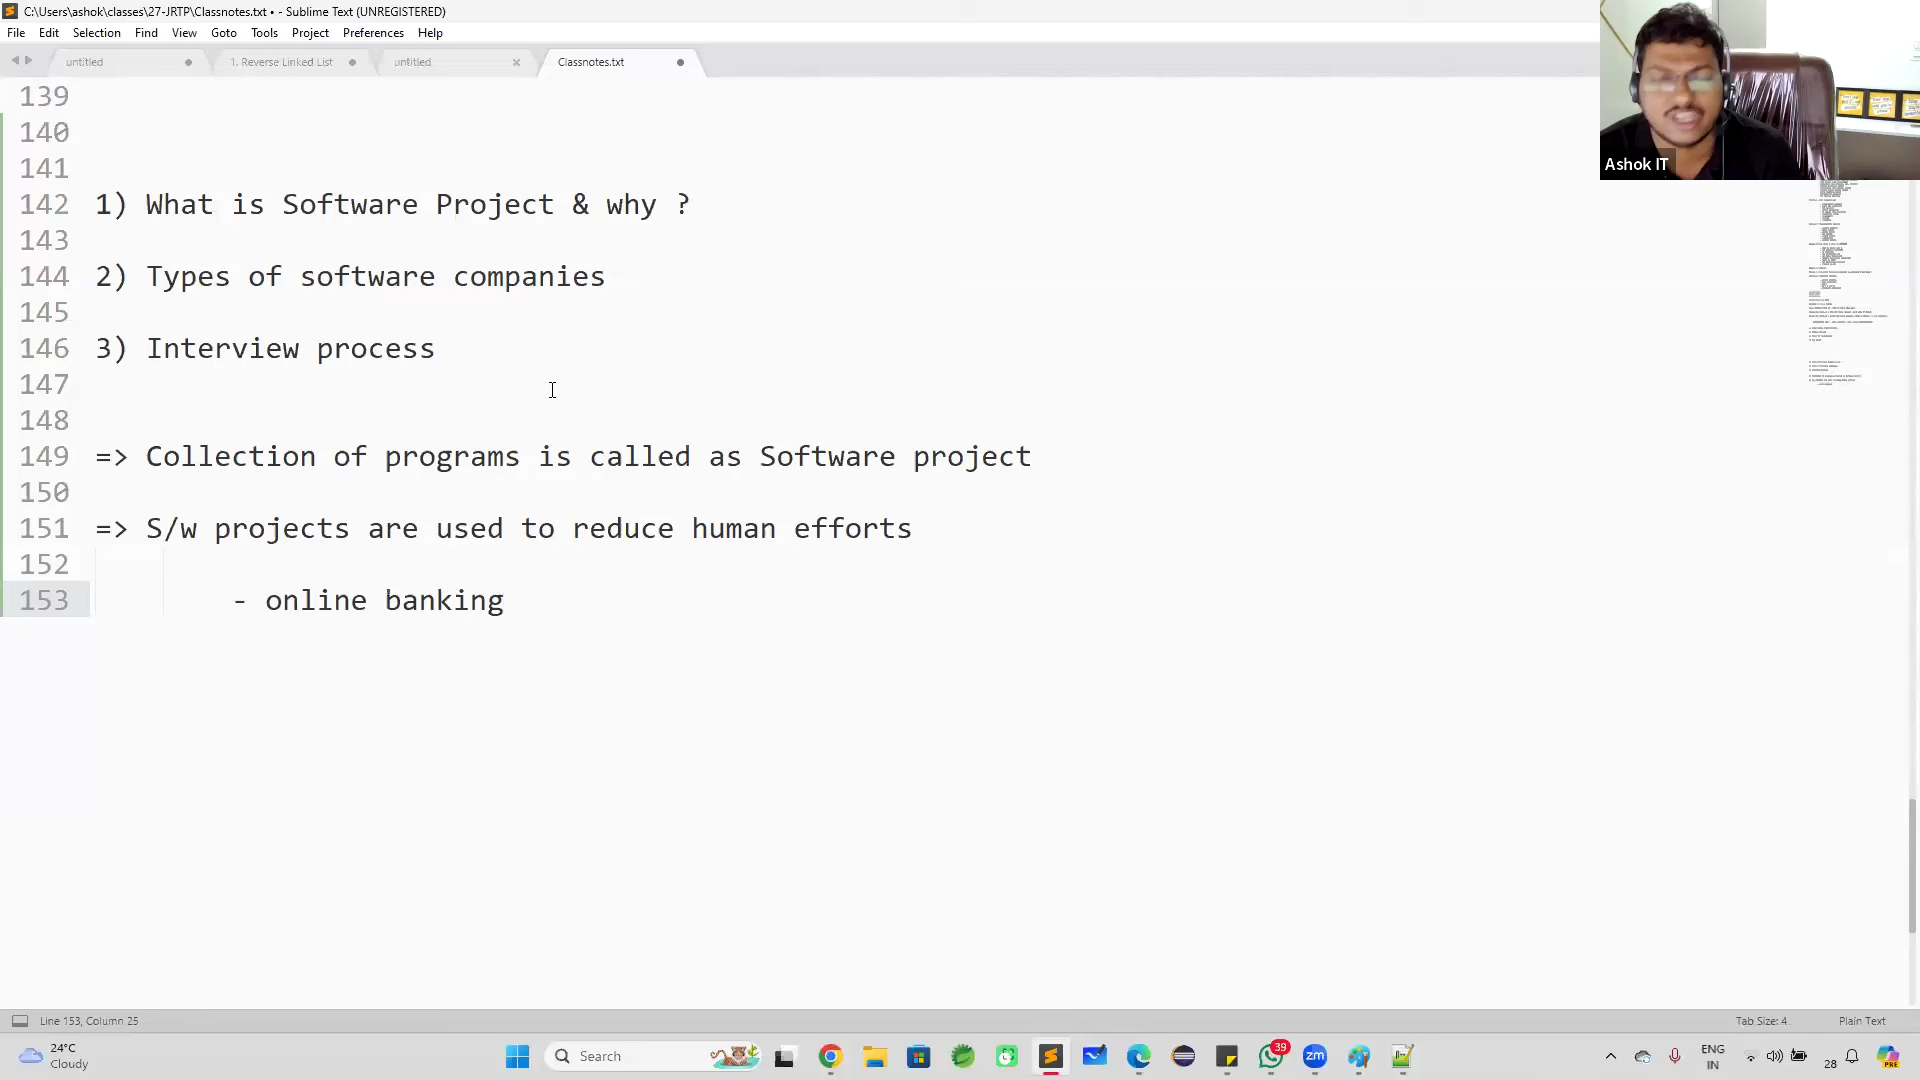 C:\Users\ashok\classes\27-JRTP\Classnotes.txt • - Sublime Text (UNREGISTERED)
File Edit Selection Find View Goto Tools Project Preferences Help
untitled 1. Reverse Linked List untitled Classnotes.txt
Ashok IT
139
140
141
142 1) What is Software Project & why ?
143
144 2) Types of software companies
145
146 3) Interview process
147
148
149 => Collection of programs is called as Software project
150
151 => S/w projects are used to reduce human efforts
152
153 - online banking
Line 153, Column 25 Tab Size: 4 Plain Text
24°C
Cloudy
Search
39
zm
ENG
IN
28
PRE